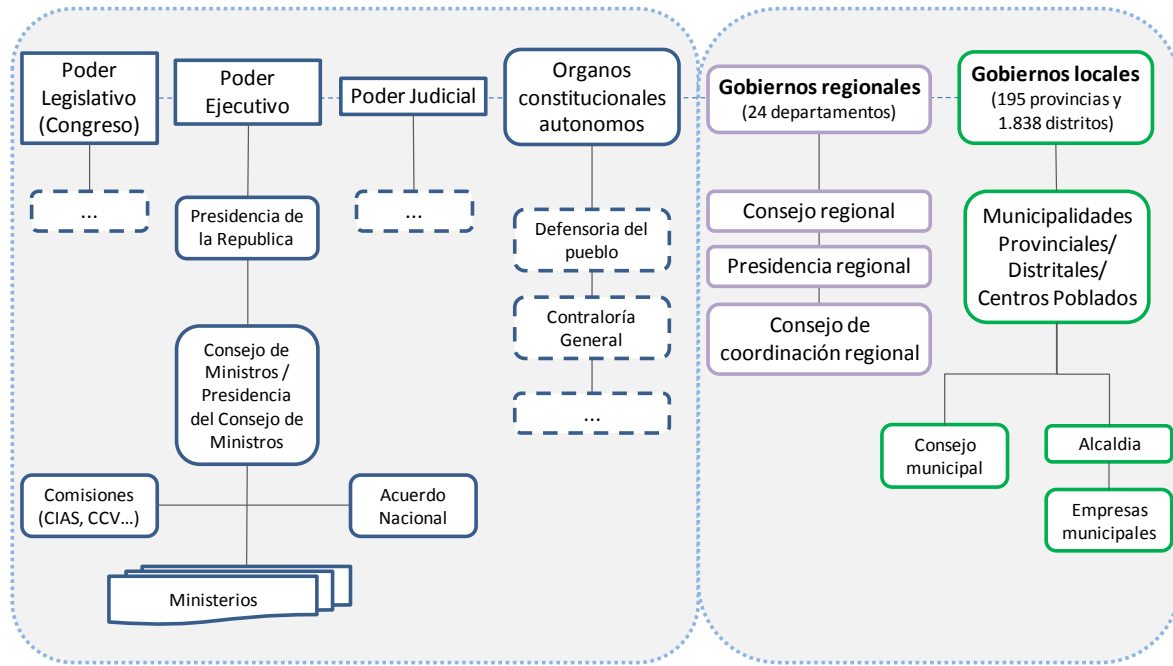 Poder
Legislativo
(Congreso)
Poder
Ejecutivo
Poder Judicial
Organos
constitucionales
autonomos
Gobiernos regionales
(24 departamentos)
Gobiernos locales
(195 provincias y
1.838 distritos)
...
Presidencia de
la Republica
...
Defensoria del
pueblo
Consejo regional
Municipalidades
Provinciales/
Distritales/
Centros Poblados
Presidencia regional
Contraloría
General
Consejo de
coordinación regional
Consejo de
Ministros /
Presidencia
del Consejo de
Ministros
...
Consejo
municipal
Alcaldia
Comisiones
(CIAS, CCV...)
Acuerdo
Nacional
Empresas
municipales
Ministerios